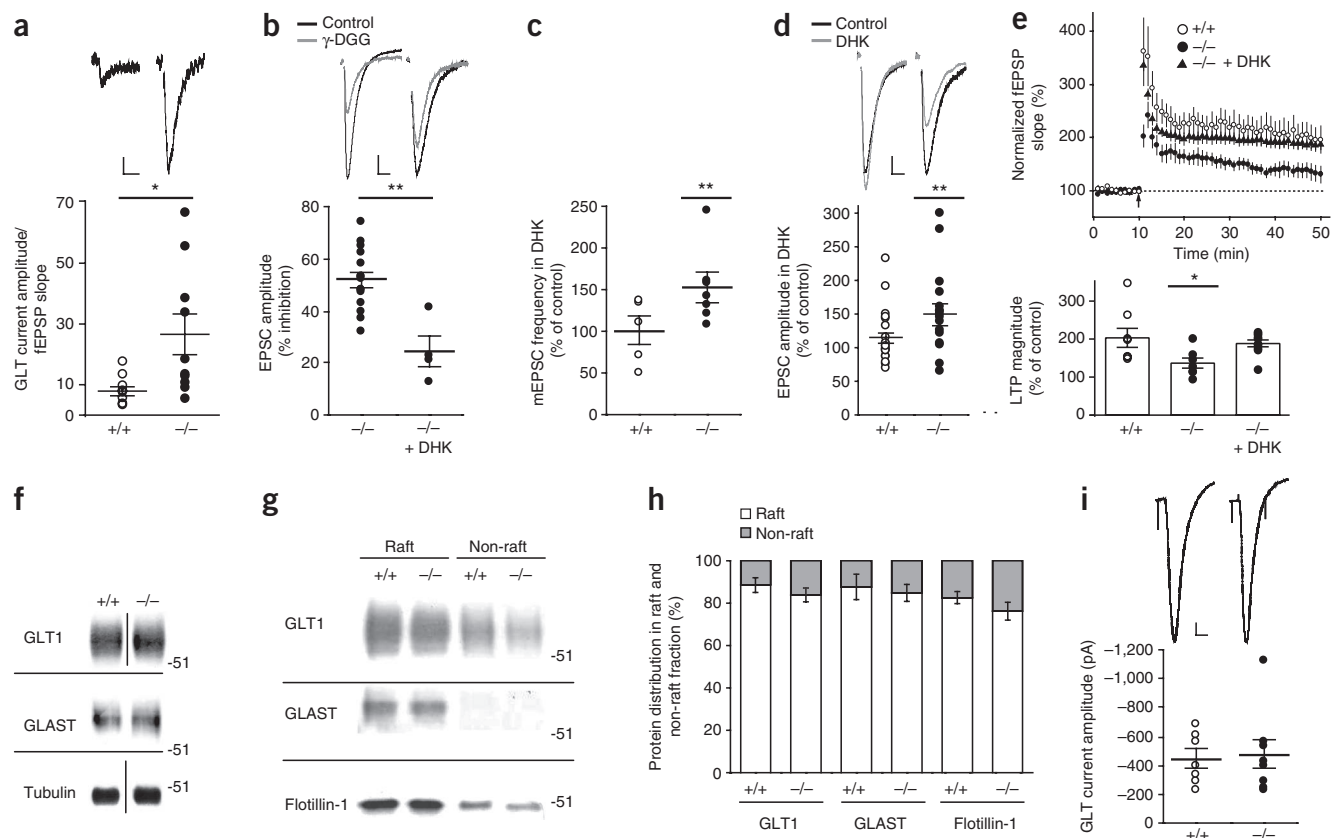 a
*
70
50
30
10
0
GLT current amplitude/
fEPSP slope
+/+
–/–
b
Control
γ-DGG
**
80
60
40
20
0
EPSC amplitude
(% inhibition)
–/–
–/–
+ DHK
c
**
250
200
150
100
50
0
mEPSC frequency in DHK
(% of control)
+/+
–/–
d
Control
DHK
**
300
250
200
150
100
50
0
EPSC amplitude in DHK
(% of control)
+/+
–/–
e
+/+
–/–
–/– + DHK
400
300
200
100
Normalized fEPSP
slope (%)
0
10
20
30
40
50
Time (min)
*
300
200
100
0
LTP magnitude
(% of control)
+/+
–/–
–/–
+ DHK
f
+/+
–/–
GLT1
-51
GLAST
-51
Tubulin
-51
g
Raft
Non-raft
+/+
–/–
+/+
–/–
GLT1
-51
GLAST
-51
Flotillin-1
-51
h
Raft
Non-raft
100
80
60
40
20
0
Protein distribution in raft and
non-raft fraction (%)
+/+
–/–
+/+
–/–
+/+
–/–
GLT1
GLAST
Flotillin-1
i
–1,200
–1,000
–800
–600
–400
–200
0
GLT current amplitude (pA)
+/+
–/–